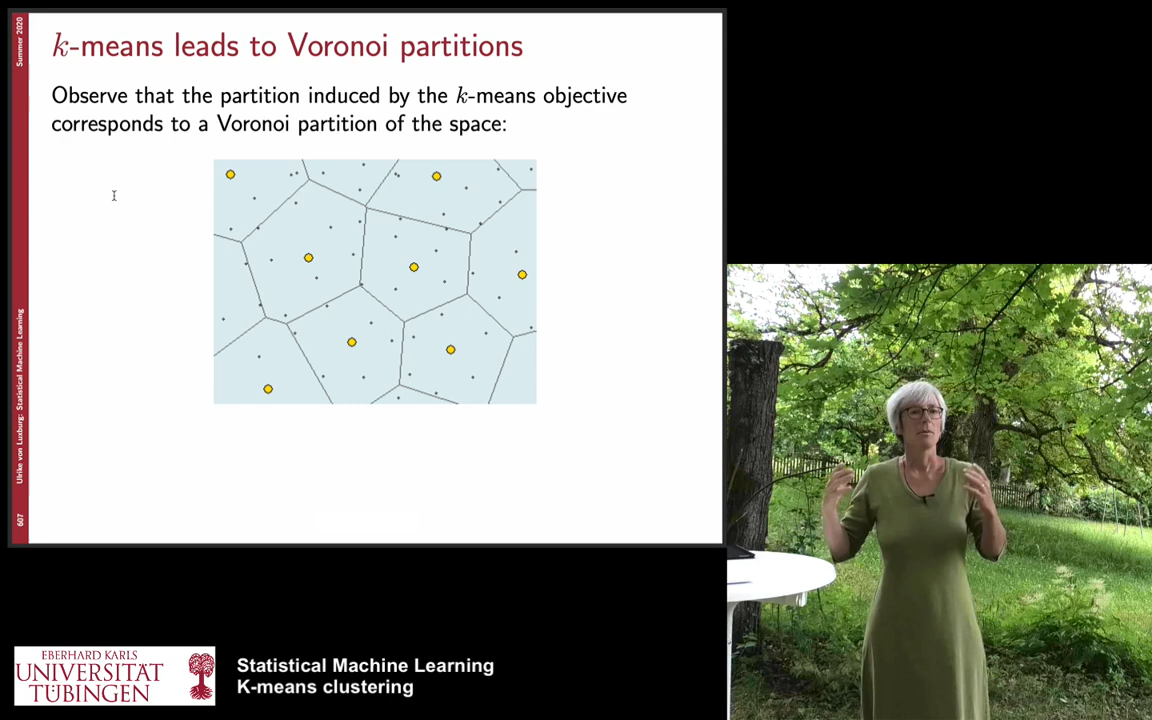 Summer 2020
k-means leads to Voronoi partitions
Observe that the partition induced by the k-means objective
corresponds to a Voronoi partition of the space:
Ulrike von Luxburg: Statistical Machine Learning
607
EBERHARD KARLS
UNIVERSITÄT
TÜBINGEN
Statistical Machine Learning
K-means clustering